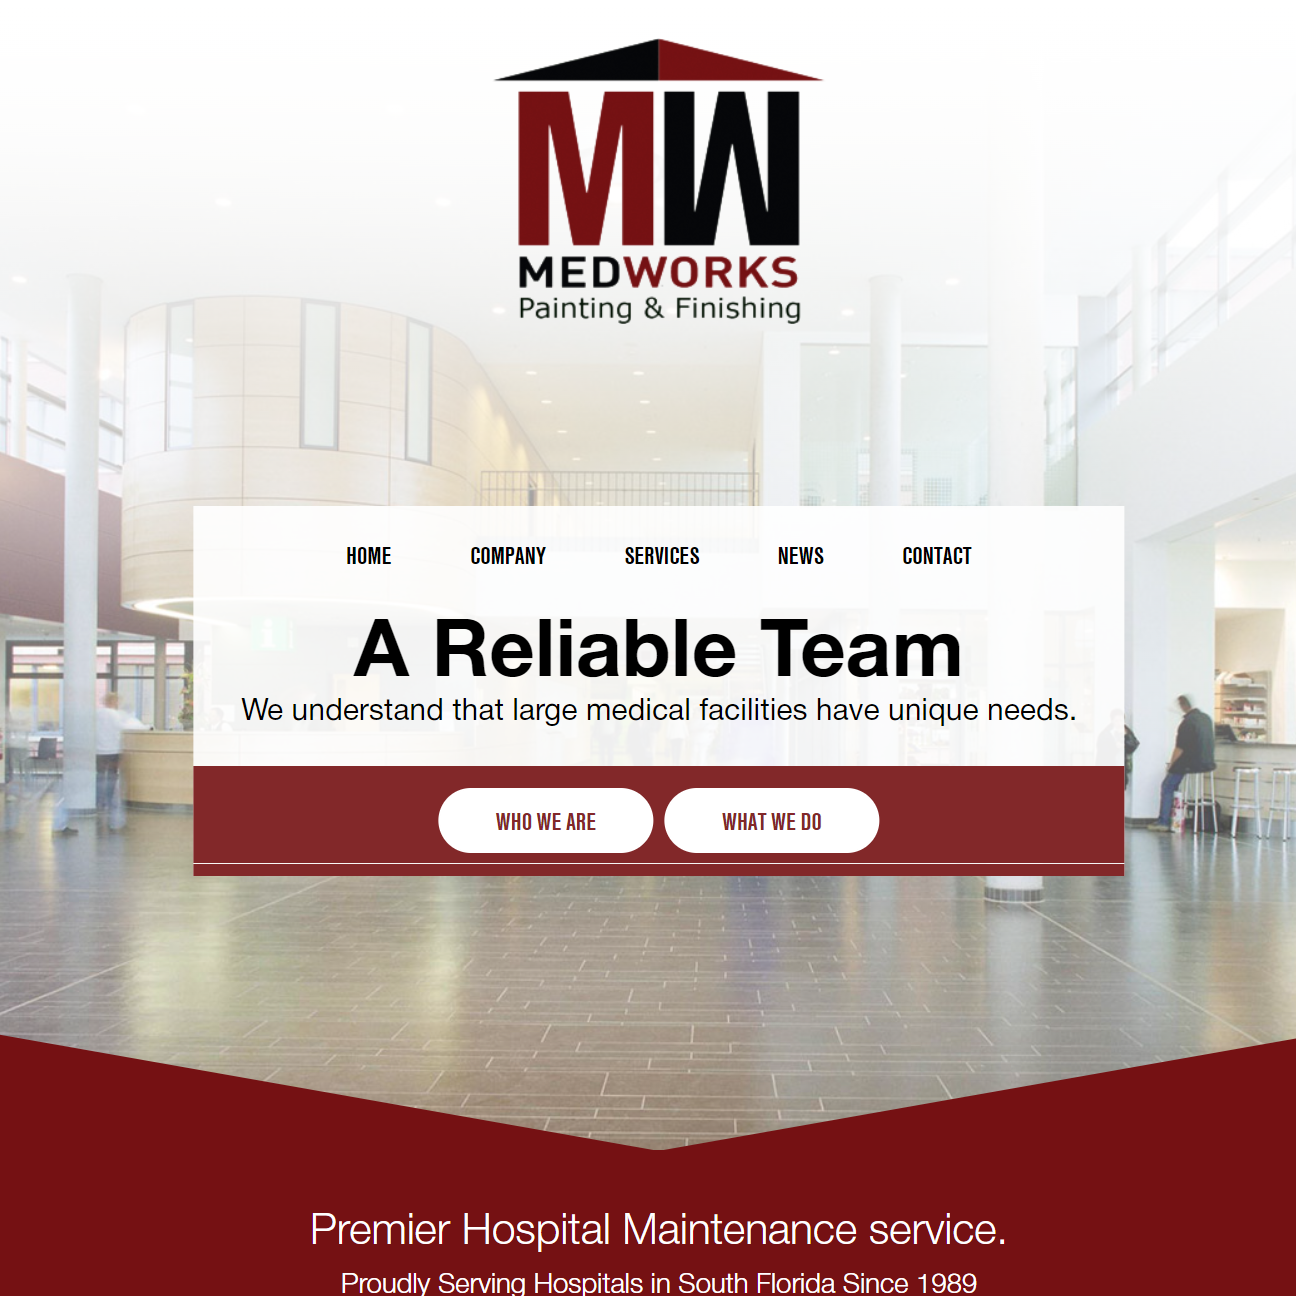 MW
MEDWORKS
Painting & Finishing
HOME COMPANY SERVICES NEWS CONTACT
A Reliable Team
We understand that large medical facilities have unique needs.
WHO WE ARE WHAT WE DO
Premier Hospital Maintenance service.
Proudly Serving Hospitals in South Florida Since 1989